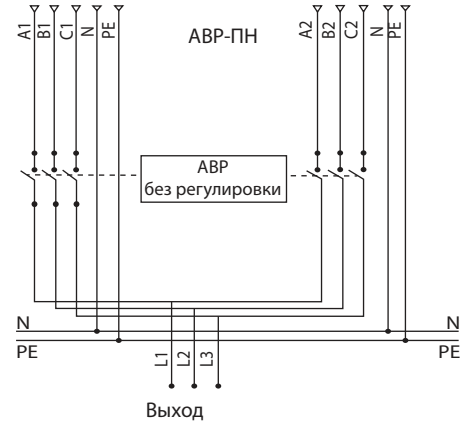 АВР-ПН
A1
B1
C1
N
PE
A2
B2
C2
N
PE
АВР
без регулировки
N
N
PE
PE
L1
L2
L3
Выход